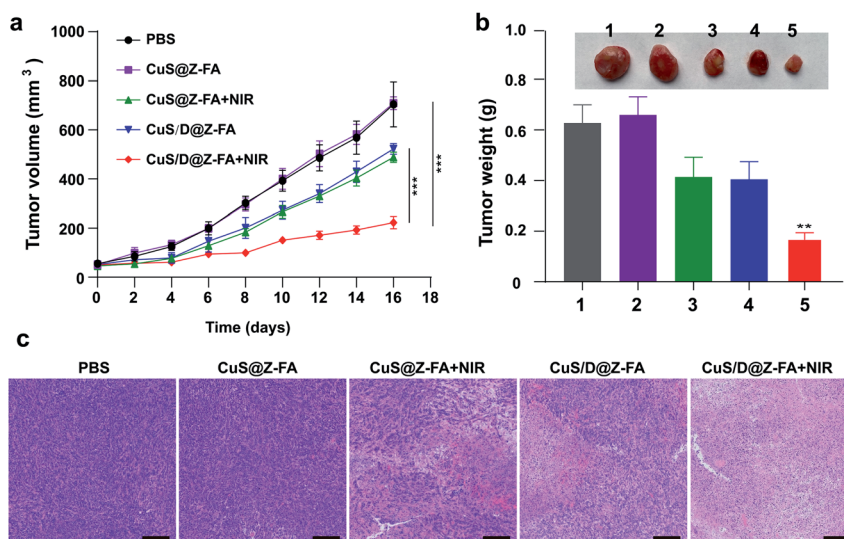 a
Tumor volume (mm³)
1000
800
600
400
200
0
PBS
CuS@Z-FA
CuS@Z-FA+NIR
CuS/D@Z-FA
CuS/D@Z-FA+NIR
***
***
0 2 4 6 8 10 12 14 16 18
Time (days)
b
Tumor weight (g)
1.0
0.8
0.6
0.4
0.2
0
1 2 3 4 5
**
1 2 3 4 5
c
PBS CuS@Z-FA CuS@Z-FA+NIR CuS/D@Z-FA CuS/D@Z-FA+NIR